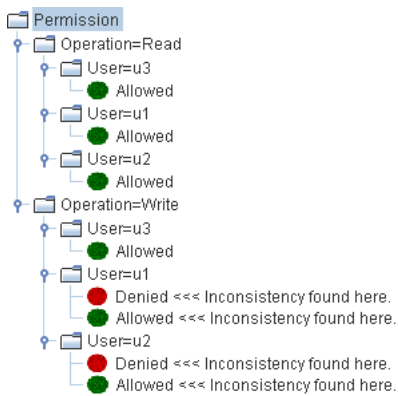 Permission
Operation=Read
User=u3
Allowed
User=u1
Allowed
User=u2
Allowed
Operation=Write
User=u3
Allowed
User=u1
Denied <<< Inconsistency found here.
Allowed <<< Inconsistency found here.
User=u2
Denied <<< Inconsistency found here.
Allowed <<< Inconsistency found here.